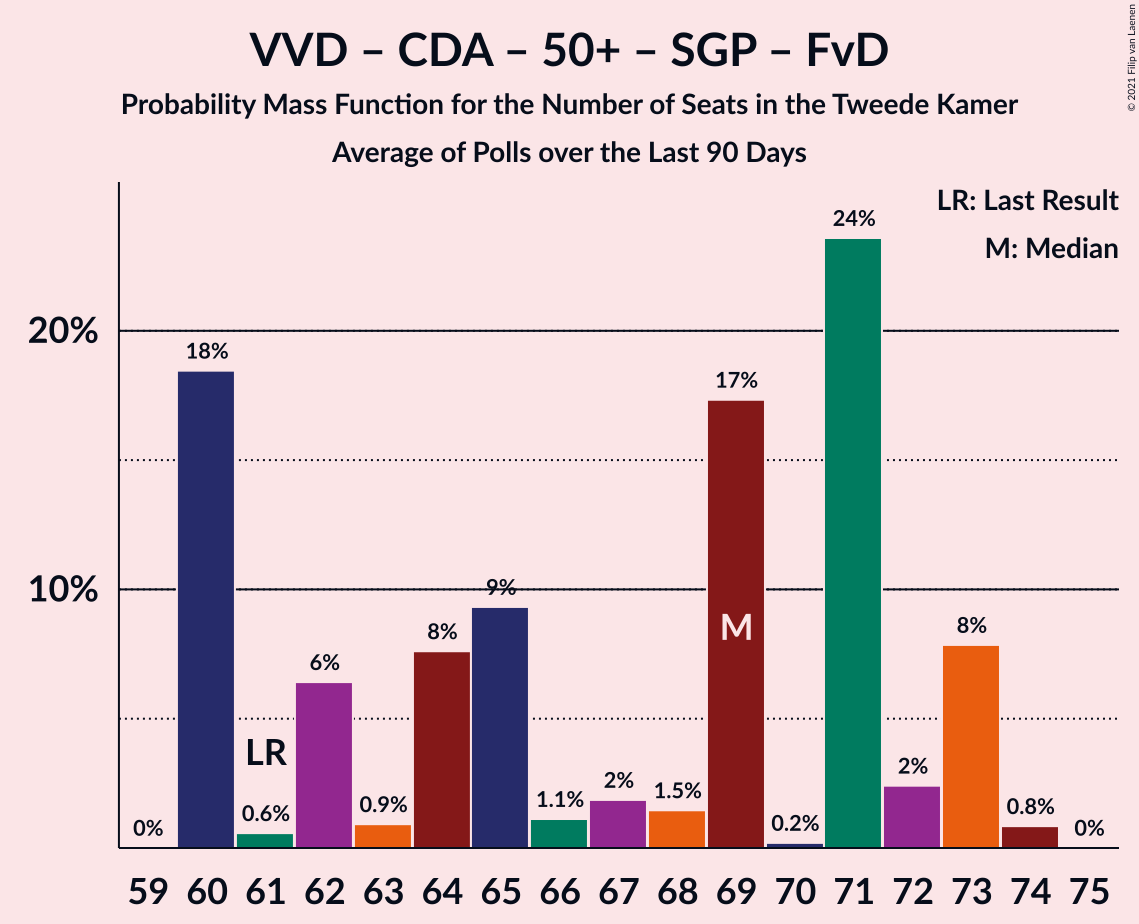 VVD – CDA – 50+ – SGP – FvD
Probability Mass Function for the Number of Seats in the Tweede Kamer
Average of Polls over the Last 90 Days
© 2021 Filip van Laenen
LR: Last Result
M: Median
20%
10%
0%
18%
0.6%
6%
0.9%
8%
9%
1.1%
2%
1.5%
17%
0.2%
24%
2%
8%
0.8%
0%
LR
M
59 60 61 62 63 64 65 66 67 68 69 70 71 72 73 74 75